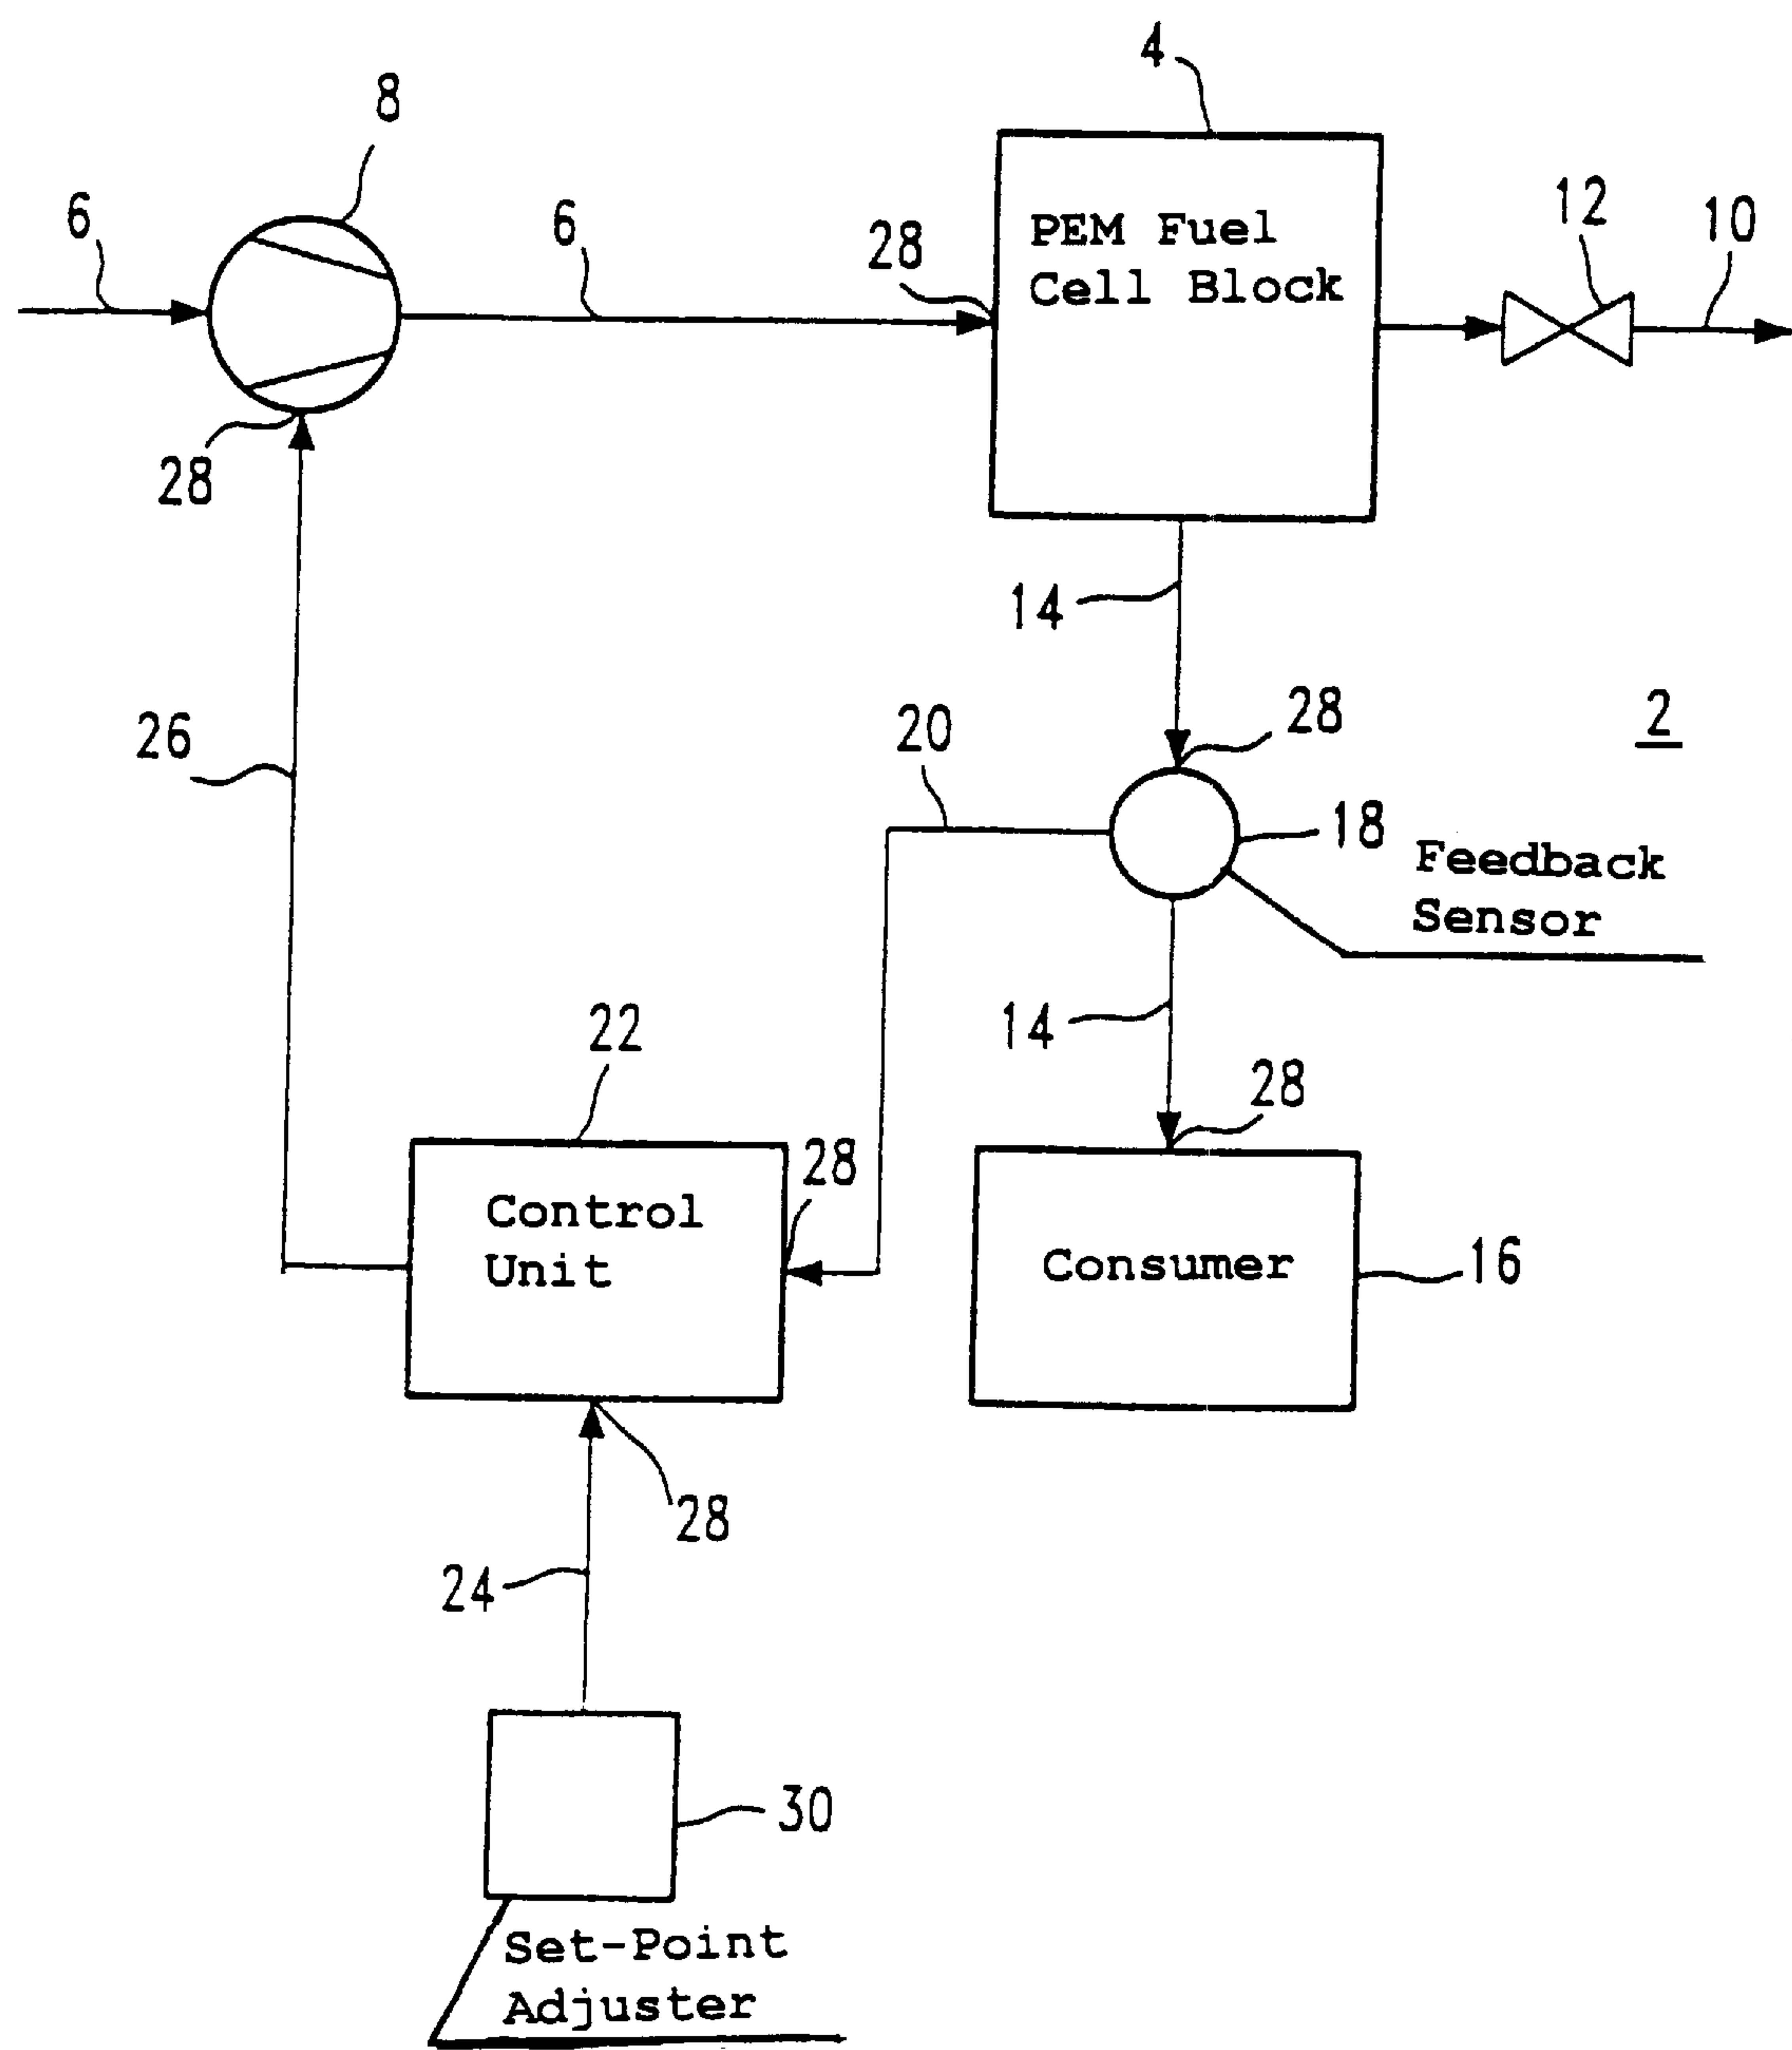 4
8
12
10
6
6
28
PEM Fuel
Cell Block
28
14
28
2
26
20
18
Feedback
Sensor
14
22
28
28
Control
Unit
Consumer
16
28
24
30
Set-Point
Adjuster